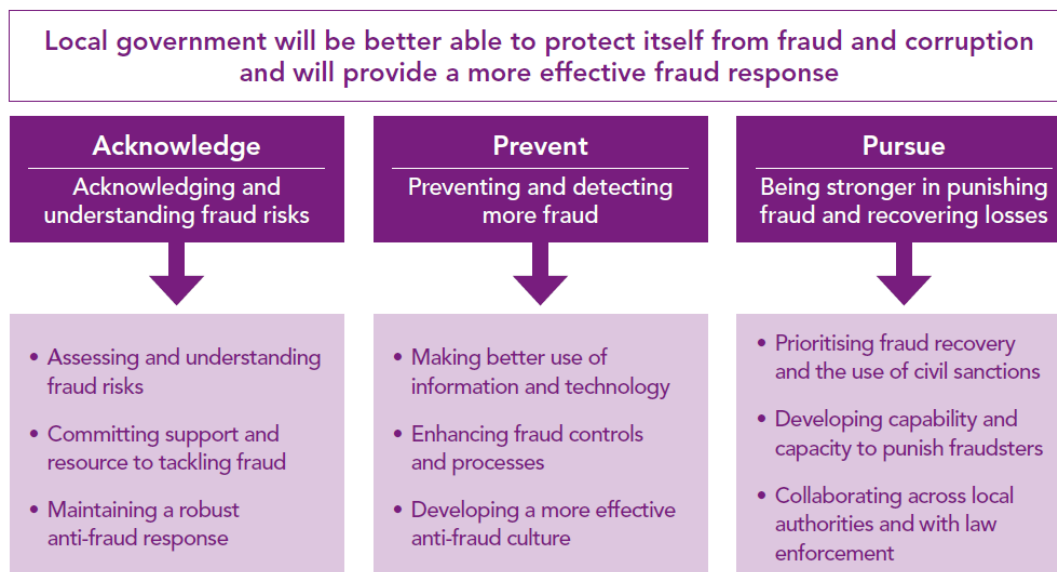 Local government will be better able to protect itself from fraud and corruption
and will provide a more effective fraud response
Acknowledge
Acknowledging and
understanding fraud risks
• Assessing and understanding
fraud risks
• Committing support and
resource to tackling fraud
• Maintaining a robust
anti-fraud response
Prevent
Preventing and detecting
more fraud
• Making better use of
information and technology
• Enhancing fraud controls
and processes
• Developing a more effective
anti-fraud culture
Pursue
Being stronger in punishing
fraud and recovering losses
• Prioritising fraud recovery
and the use of civil sanctions
• Developing capability and
capacity to punish fraudsters
• Collaborating across local
authorities and with law
enforcement